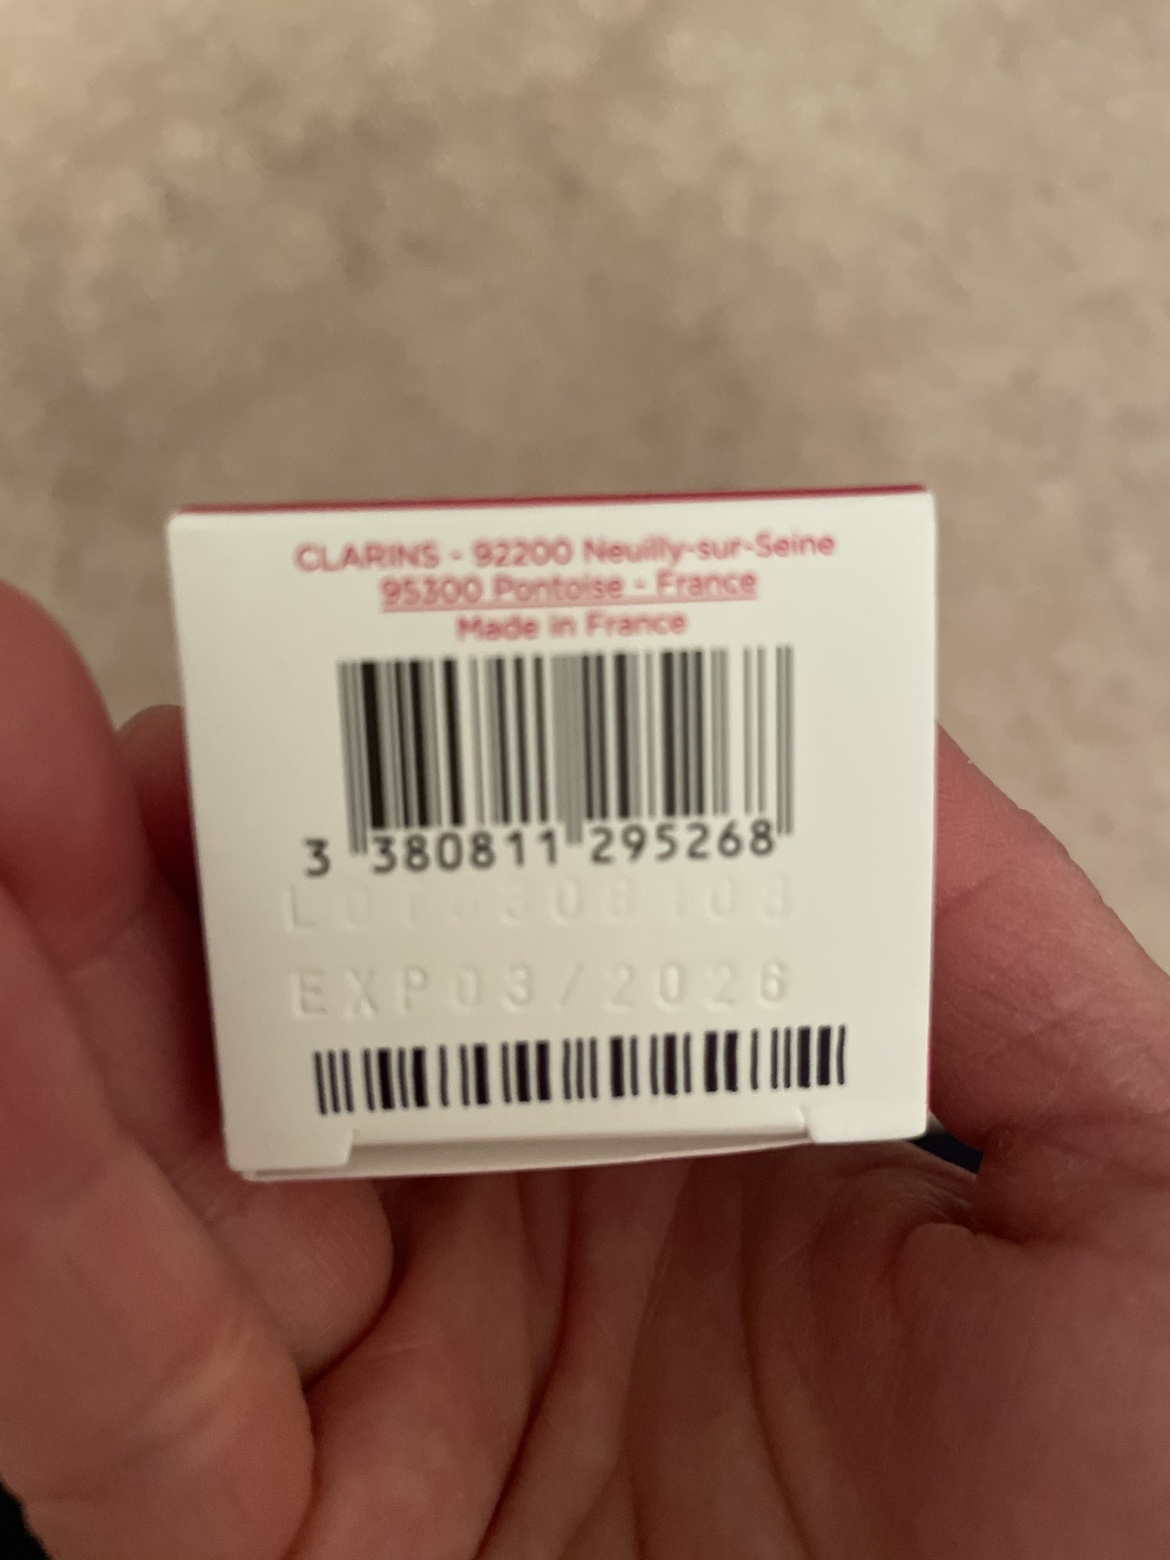 CLARINS - 92200 Neuilly-sur-Seine
95300 Pontoise - France
Made in France
3 380811 295268
EXP03/2026